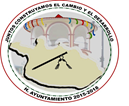 JUNTOS CONSTRUYAMOS EL CAMBIO Y EL DESARROLLO
H. AYUNTAMIENTO 2015-2018